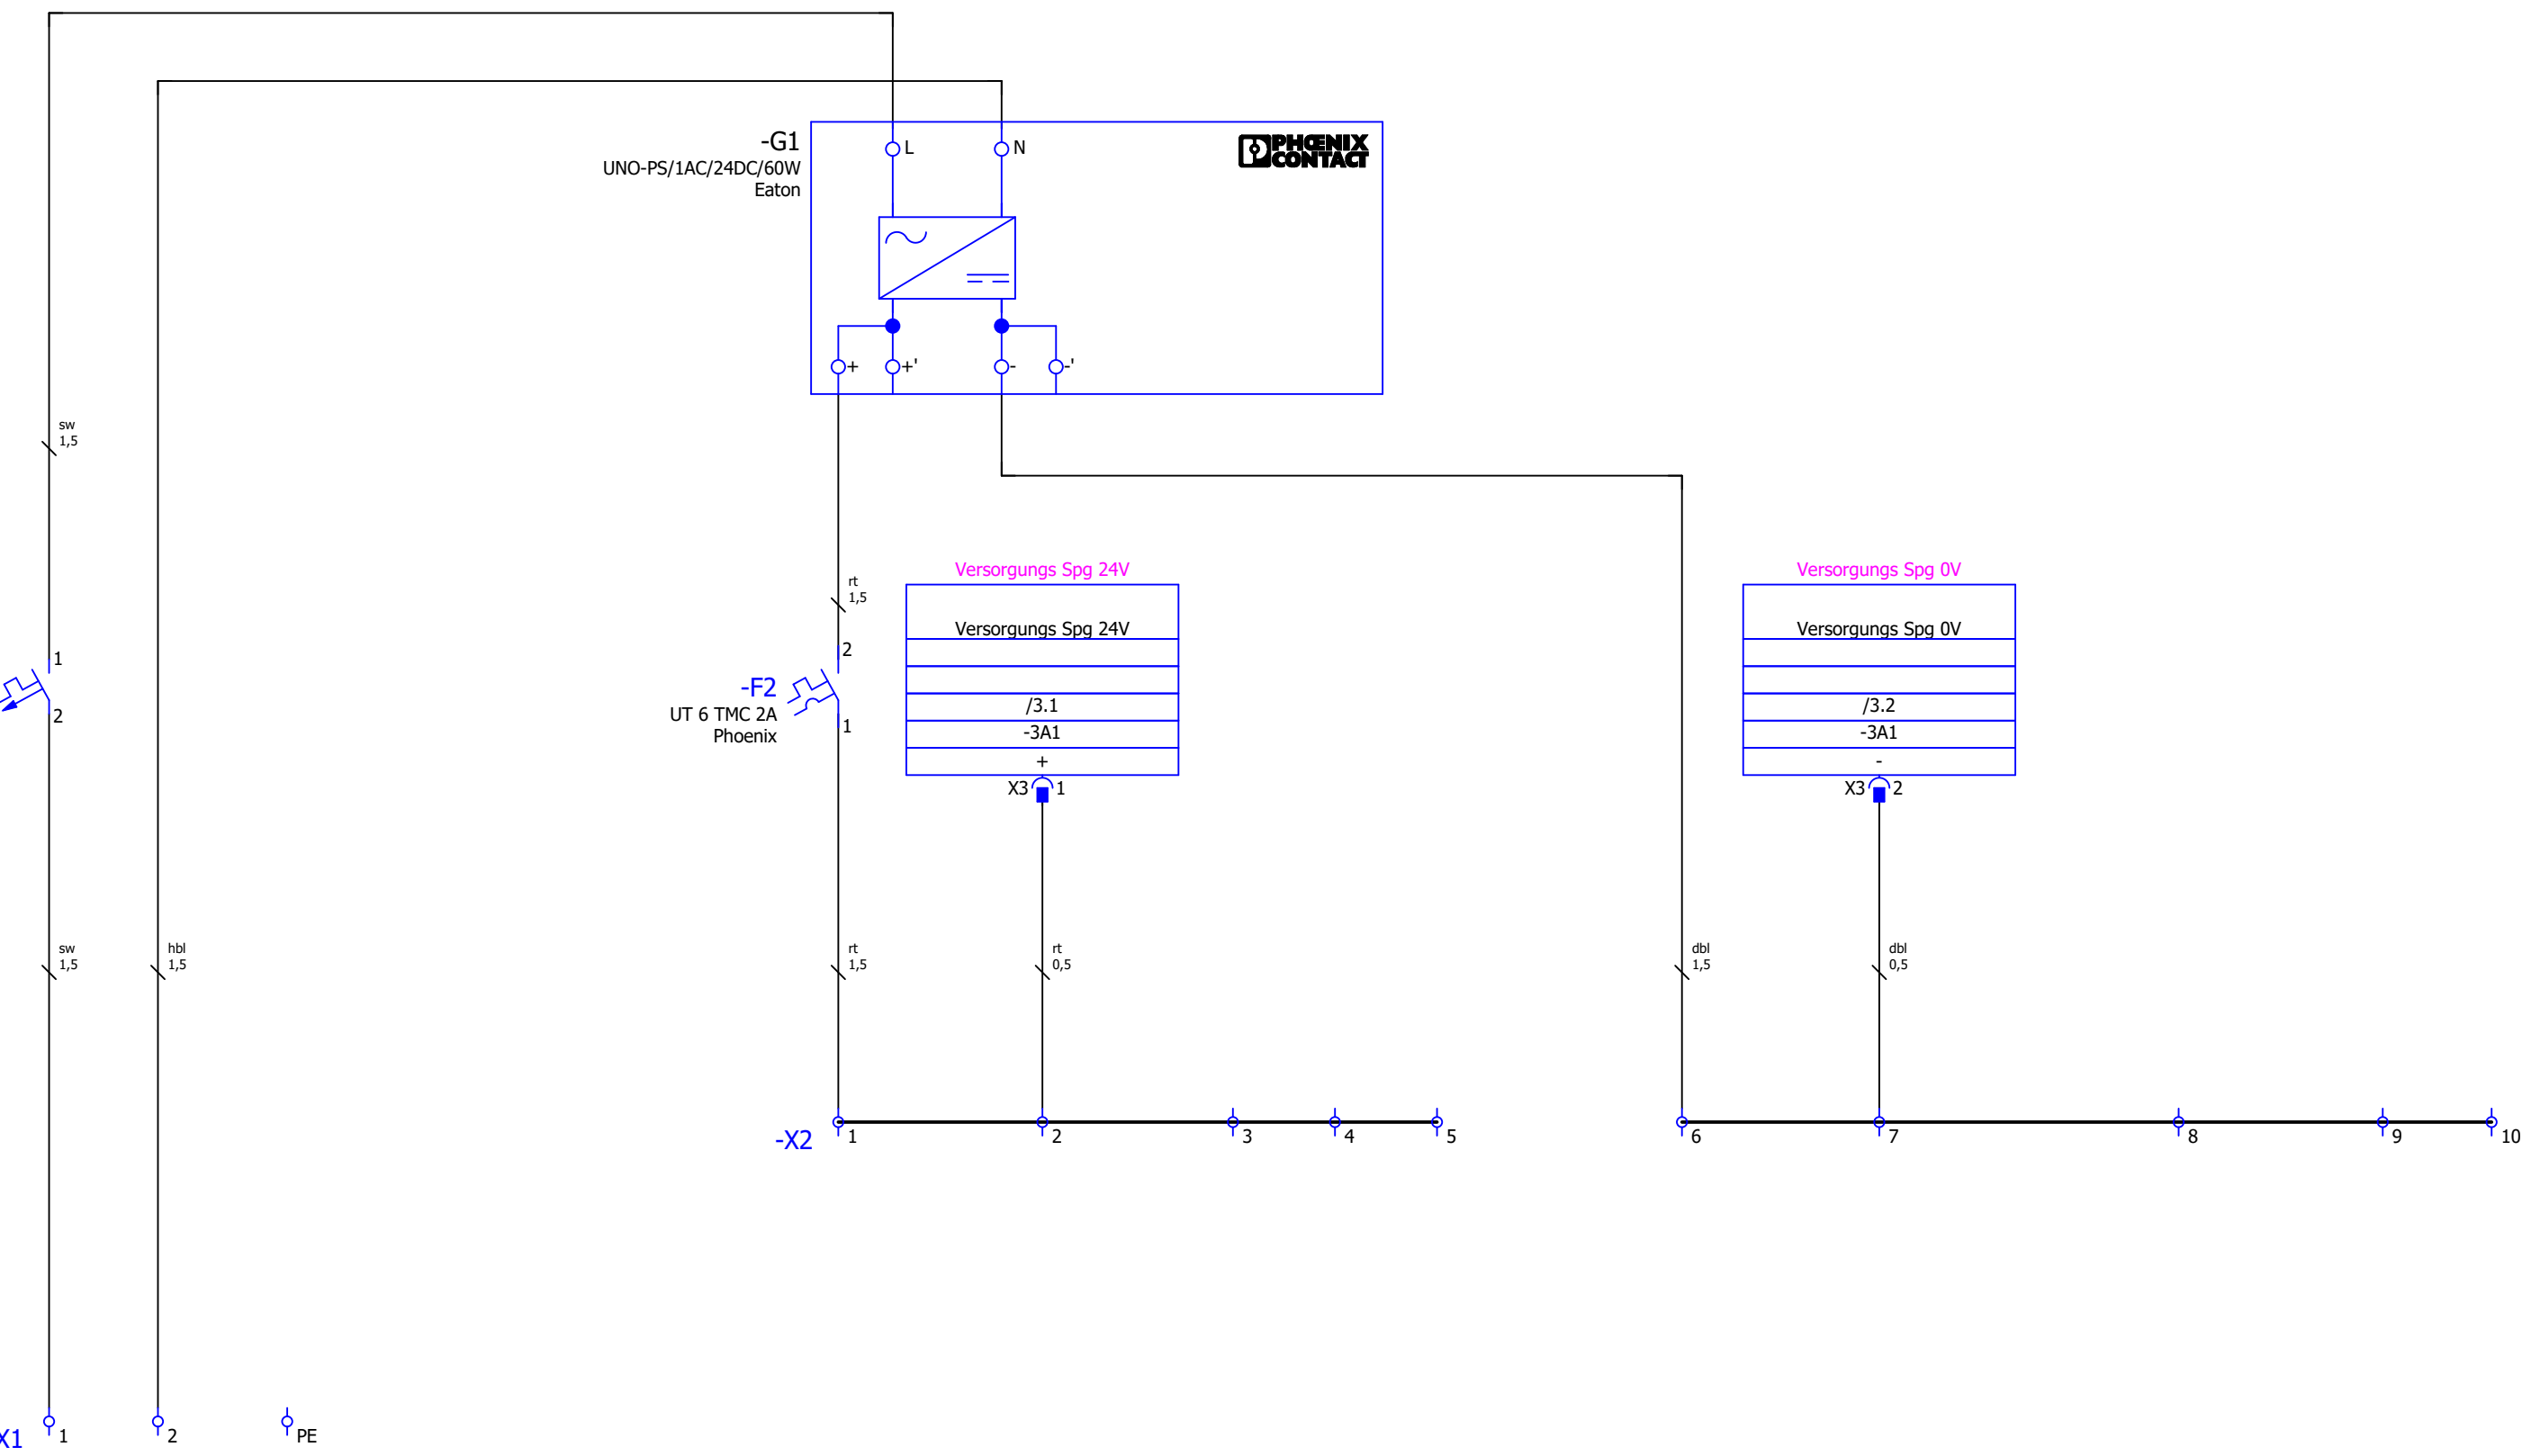 -G1
UNO-PS/1AC/24DC/60W
Eaton
L
N
PHŒNIX
CONTACT
+
+'
-
-'
sw
1,5
rt
1,5
Versorgungs Spg 24V
Versorgungs Spg 24V
/3.1
-3A1
+
X3
1
Versorgungs Spg 0V
Versorgungs Spg 0V
/3.2
-3A1
-
X3
2
1
2
-F2
UT 6 TMC 2A
Phoenix
2
1
sw
1,5
hbl
1,5
rt
1,5
rt
0,5
dbl
1,5
dbl
0,5
-X2
1
2
3
4
5
6
7
8
9
10
X1
1
2
PE